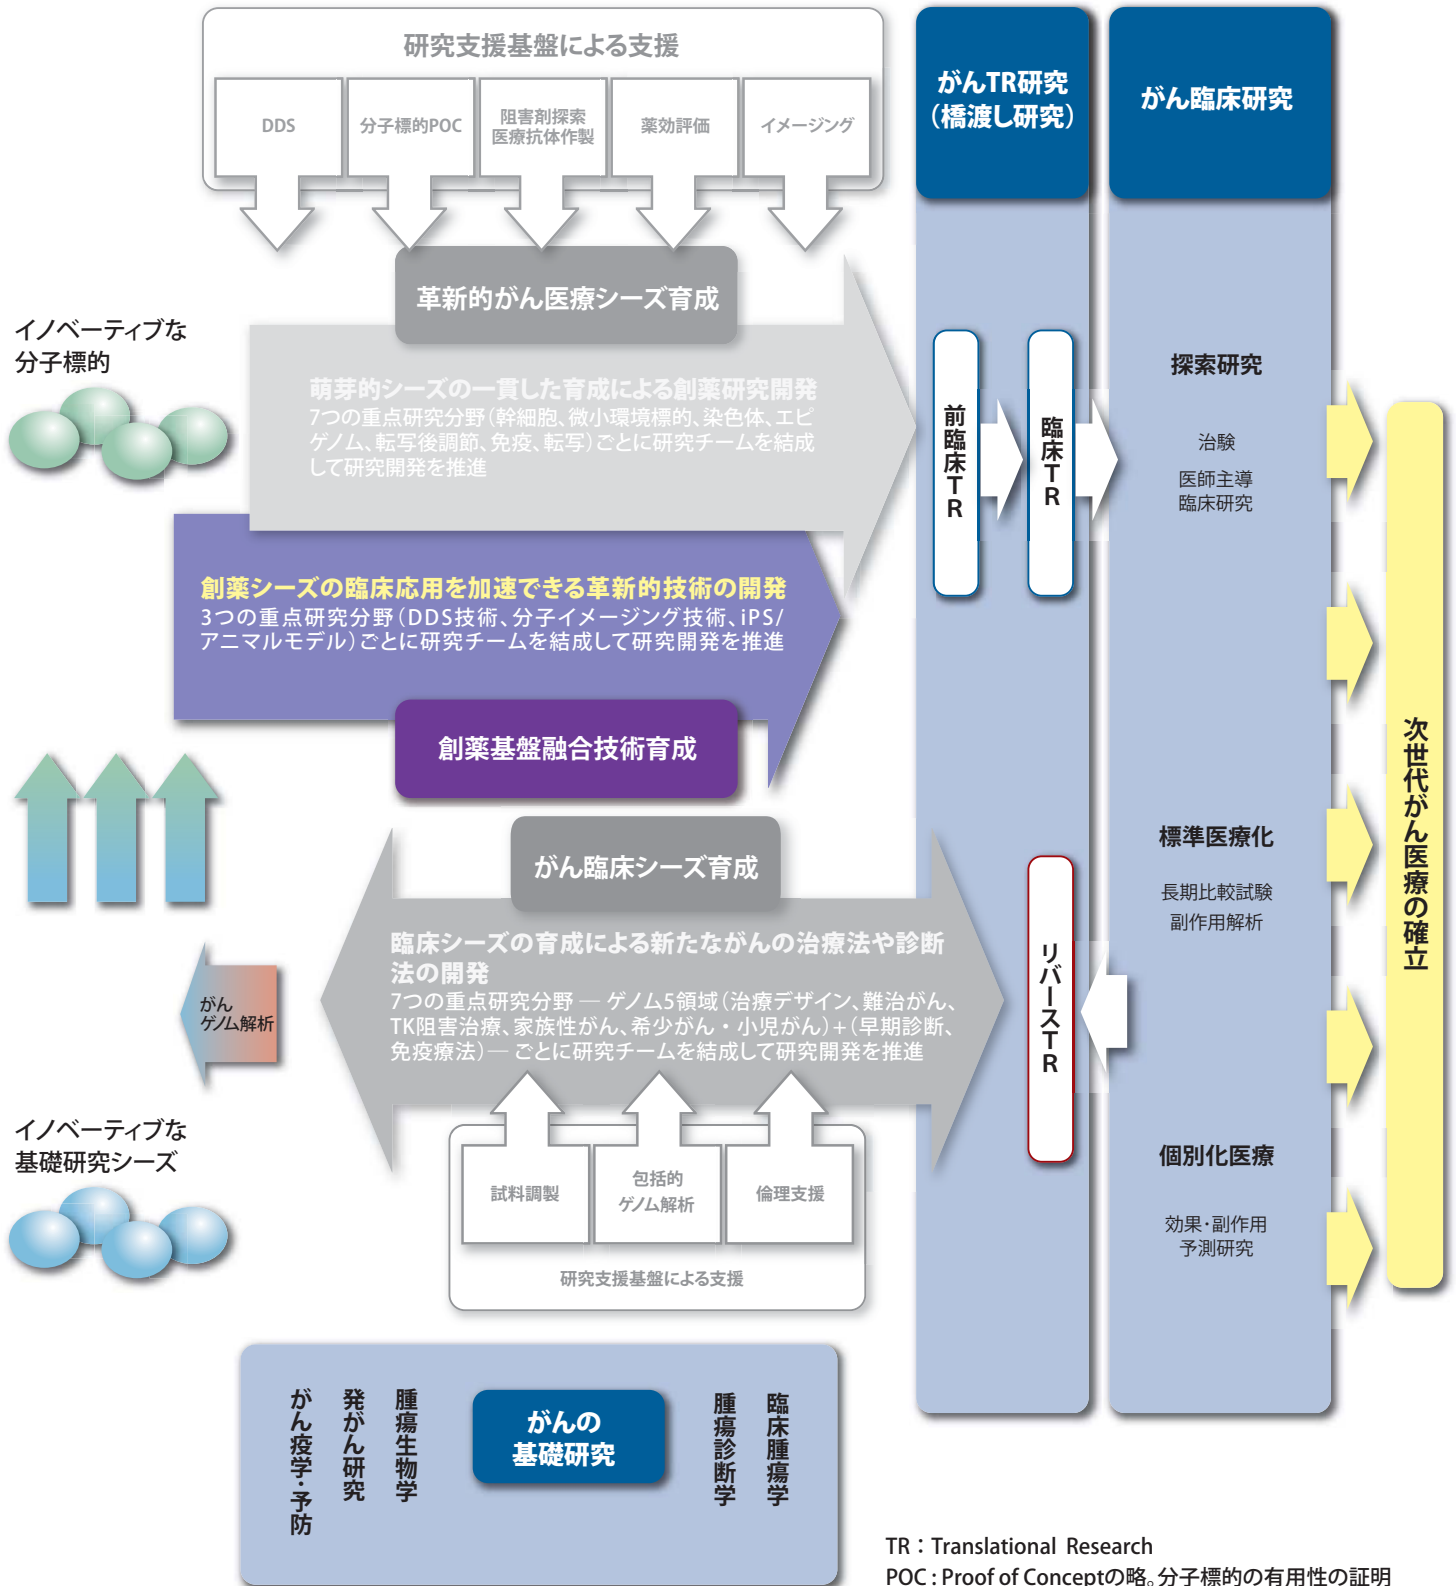 研究支援基盤による支援
DDS
分子標的POC
阻害剤探索
医療抗体作製
薬効評価
イメージング
がんTR研究
（橋渡し研究）
がん臨床研究
革新的がん医療シーズ育成
イノベーティブな
分子標的
萌芽的シーズの一貫した育成による創薬研究開発
7つの重点研究分野（幹細胞、微小環境標的、染色体、エピ
ゲノム、転写後調節、免疫、転写）ごとに研究チームを結成
して研究開発を推進
前臨床TR
臨床TR
探索研究
治験
医師主導
臨床研究
創薬シーズの臨床応用を加速できる革新的技術の開発
3つの重点研究分野（DDS技術、分子イメージング技術、iPS/
アニマルモデル）ごとに研究チームを結成して研究開発を推進
創薬基盤融合技術育成
次世代がん医療の確立
がん臨床シーズ育成
標準医療化
長期比較試験
副作用解析
臨床シーズの育成による新たながんの治療法や診断
法の開発
7つの重点研究分野 ― ゲノム5領域（治療デザイン、難治がん、
TK阻害治療、家族性がん、希少がん・小児がん）+（早期診断、
免疫療法）― ごとに研究チームを結成して研究開発を推進
がん
ゲノム解析
リバースTR
イノベーティブな
基礎研究シーズ
試料調製
包括的
ゲノム解析
倫理支援
研究支援基盤による支援
個別化医療
効果・副作用
予測研究
がん疫学・予防
発がん研究
腫瘍生物学
がんの
基礎研究
腫瘍診断学
臨床腫瘍学
TR：Translational Research
POC：Proof of Conceptの略。分子標的の有用性の証明